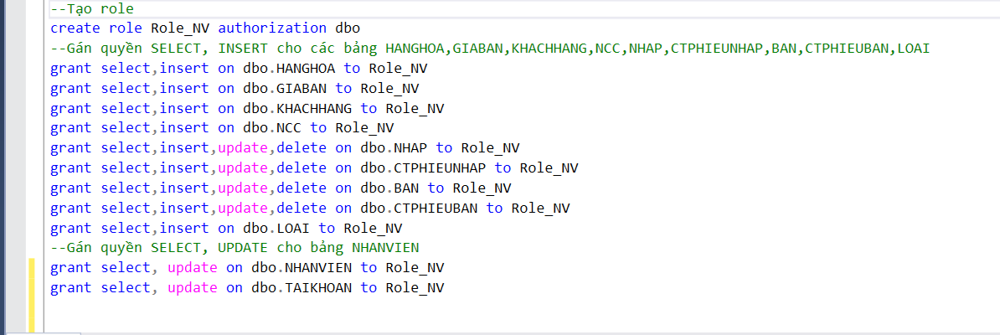 --Tạo role
create role Role_NV authorization dbo
--Gán quyền SELECT, INSERT cho các bảng HANGHOA,GIABAN,KHACHHANG,NCC,NHAP,CTPHIEUNHAP,BAN,CTPHIEUBAN,LOAI
grant select,insert on dbo.HANGHOA to Role_NV
grant select,insert on dbo.GIABAN to Role_NV
grant select,insert on dbo.KHACHHANG to Role_NV
grant select,insert on dbo.NCC to Role_NV
grant select,insert,update,delete on dbo.NHAP to Role_NV
grant select,insert,update,delete on dbo.CTPHIEUNHAP to Role_NV
grant select,insert,update,delete on dbo.BAN to Role_NV
grant select,insert,update,delete on dbo.CTPHIEUBAN to Role_NV
grant select,insert on dbo.LOAI to Role_NV
--Gán quyền SELECT, UPDATE cho bảng NHANVIEN
grant select, update on dbo.NHANVIEN to Role_NV
grant select, update on dbo.TAIKHOAN to Role_NV